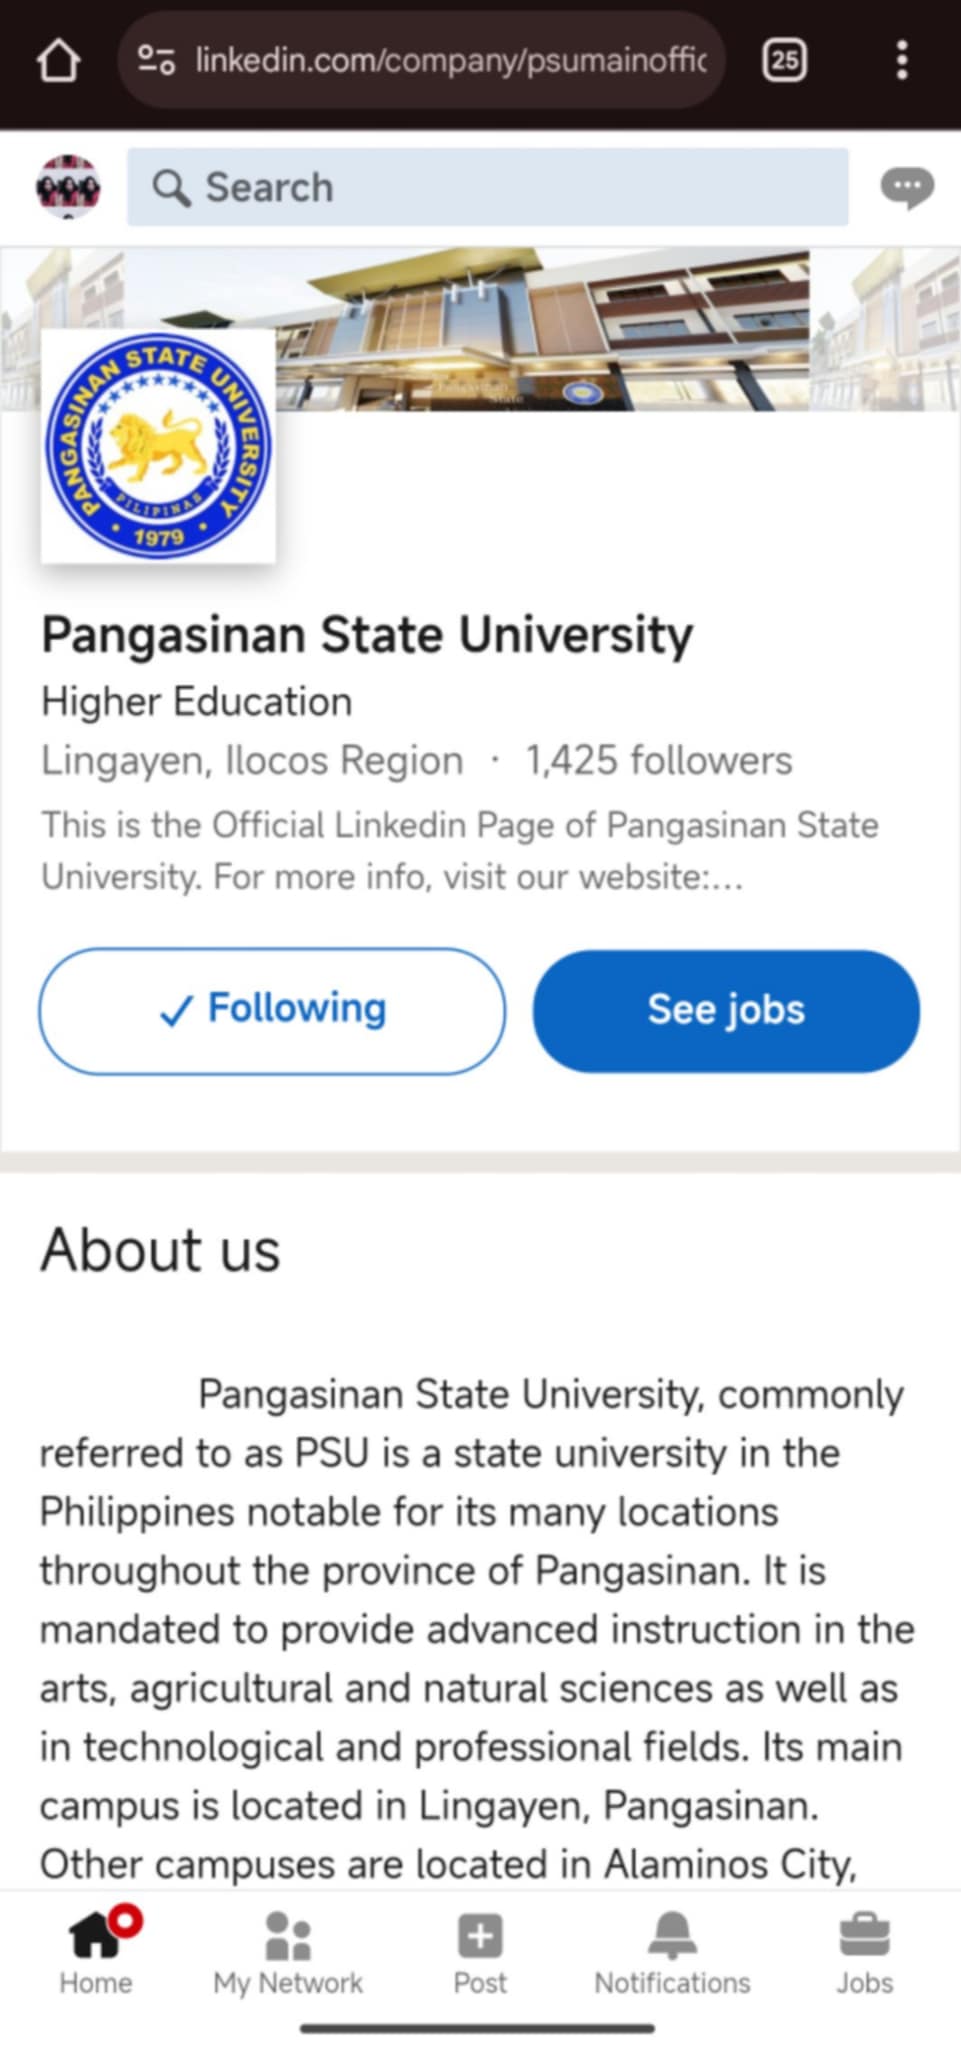 linkedin.com/company/psumainoffic
25
Search
Pangasinan
State
PANGASINAN STATE UNIVERSITY
PILIPINAS
1979
Pangasinan State University
Higher Education
Lingayen, Ilocos Region · 1,425 followers
This is the Official Linkedin Page of Pangasinan State
University. For more info, visit our website:...
✓ Following
See jobs
About us
Pangasinan State University, commonly
referred to as PSU is a state university in the
Philippines notable for its many locations
throughout the province of Pangasinan. It is
mandated to provide advanced instruction in the
arts, agricultural and natural sciences as well as
in technological and professional fields. Its main
campus is located in Lingayen, Pangasinan.
Other campuses are located in Alaminos City,
Home
My Network
Post
Notifications
Jobs